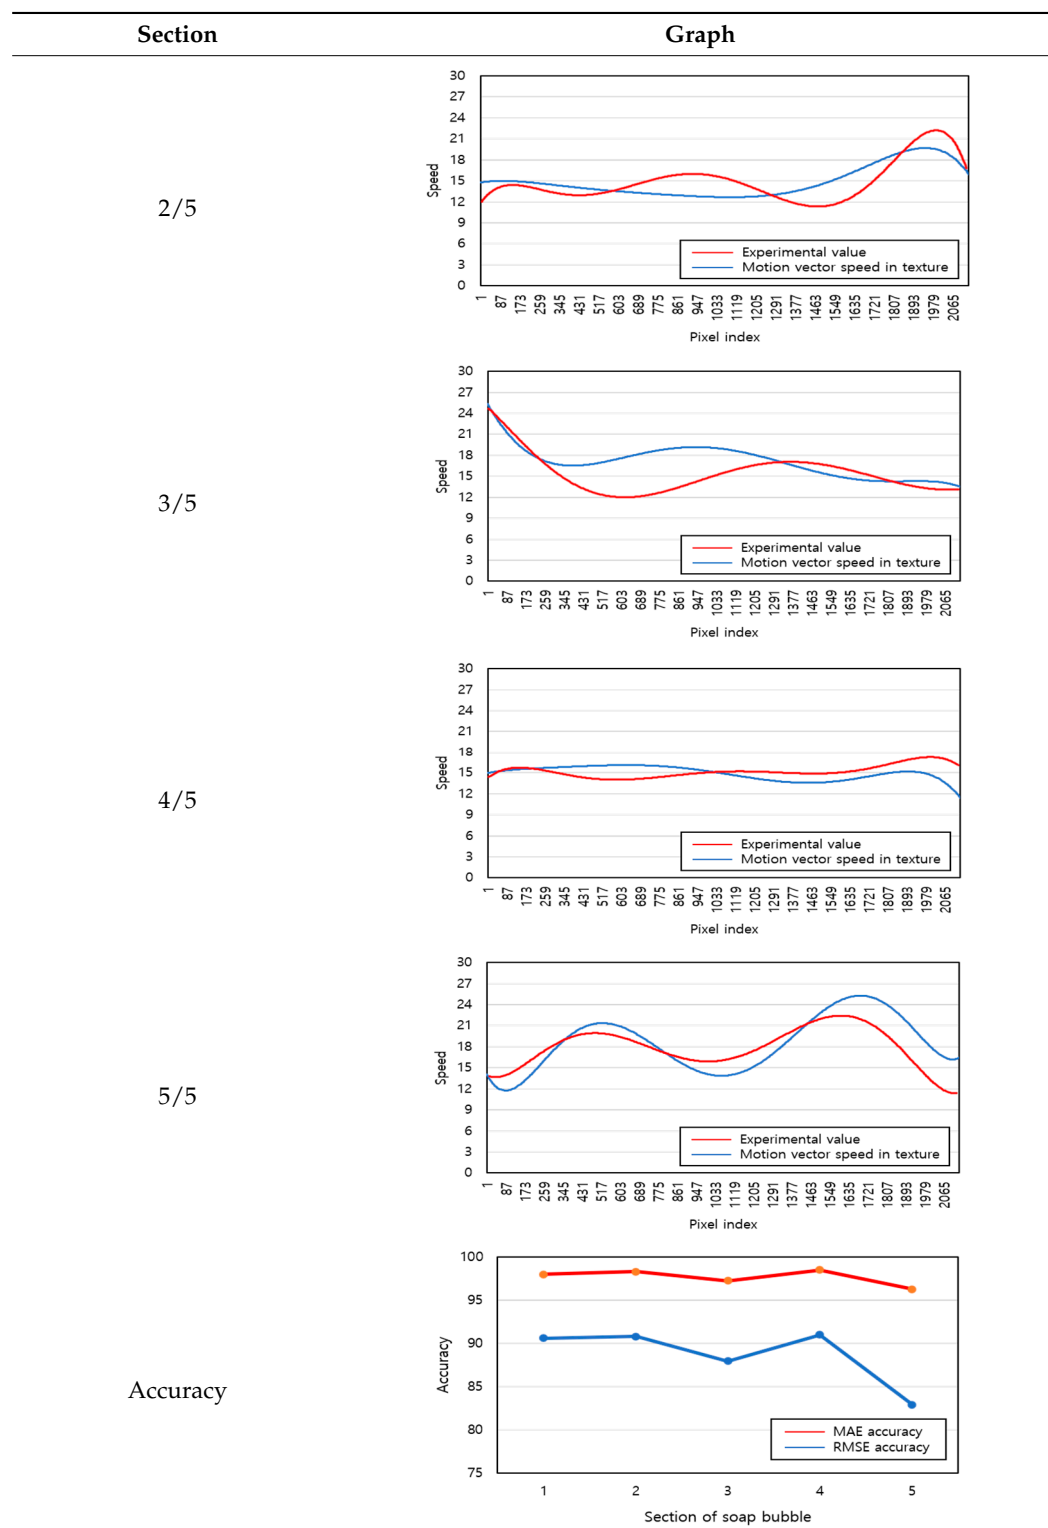 Section Graph
2/5
30
27
24
21
18
15
12
9
6
3
0
Speed
Experimental value
Motion vector speed in texture
1 87 173 259 345 431 517 603 689 775 861 947 1033 1119 1205 1291 1377 1463 1549 1635 1721 1807 1893 1979 2065
Pixel index
3/5
30
27
24
21
18
15
12
9
6
3
0
Speed
Experimental value
Motion vector speed in texture
1 87 173 259 345 431 517 603 689 775 861 947 1033 1119 1205 1291 1377 1463 1549 1635 1721 1807 1893 1979 2065
Pixel index
4/5
30
27
24
21
18
15
12
9
6
3
0
Speed
Experimental value
Motion vector speed in texture
1 87 173 259 345 431 517 603 689 775 861 947 1033 1119 1205 1291 1377 1463 1549 1635 1721 1807 1893 1979 2065
Pixel index
5/5
30
27
24
21
18
15
12
9
6
3
0
Speed
Experimental value
Motion vector speed in texture
1 87 173 259 345 431 517 603 689 775 861 947 1033 1119 1205 1291 1377 1463 1549 1635 1721 1807 1893 1979 2065
Pixel index
Accuracy
100
95
90
85
80
75
Accuracy
MAE accuracy
RMSE accuracy
1 2 3 4 5
Section of soap bubble